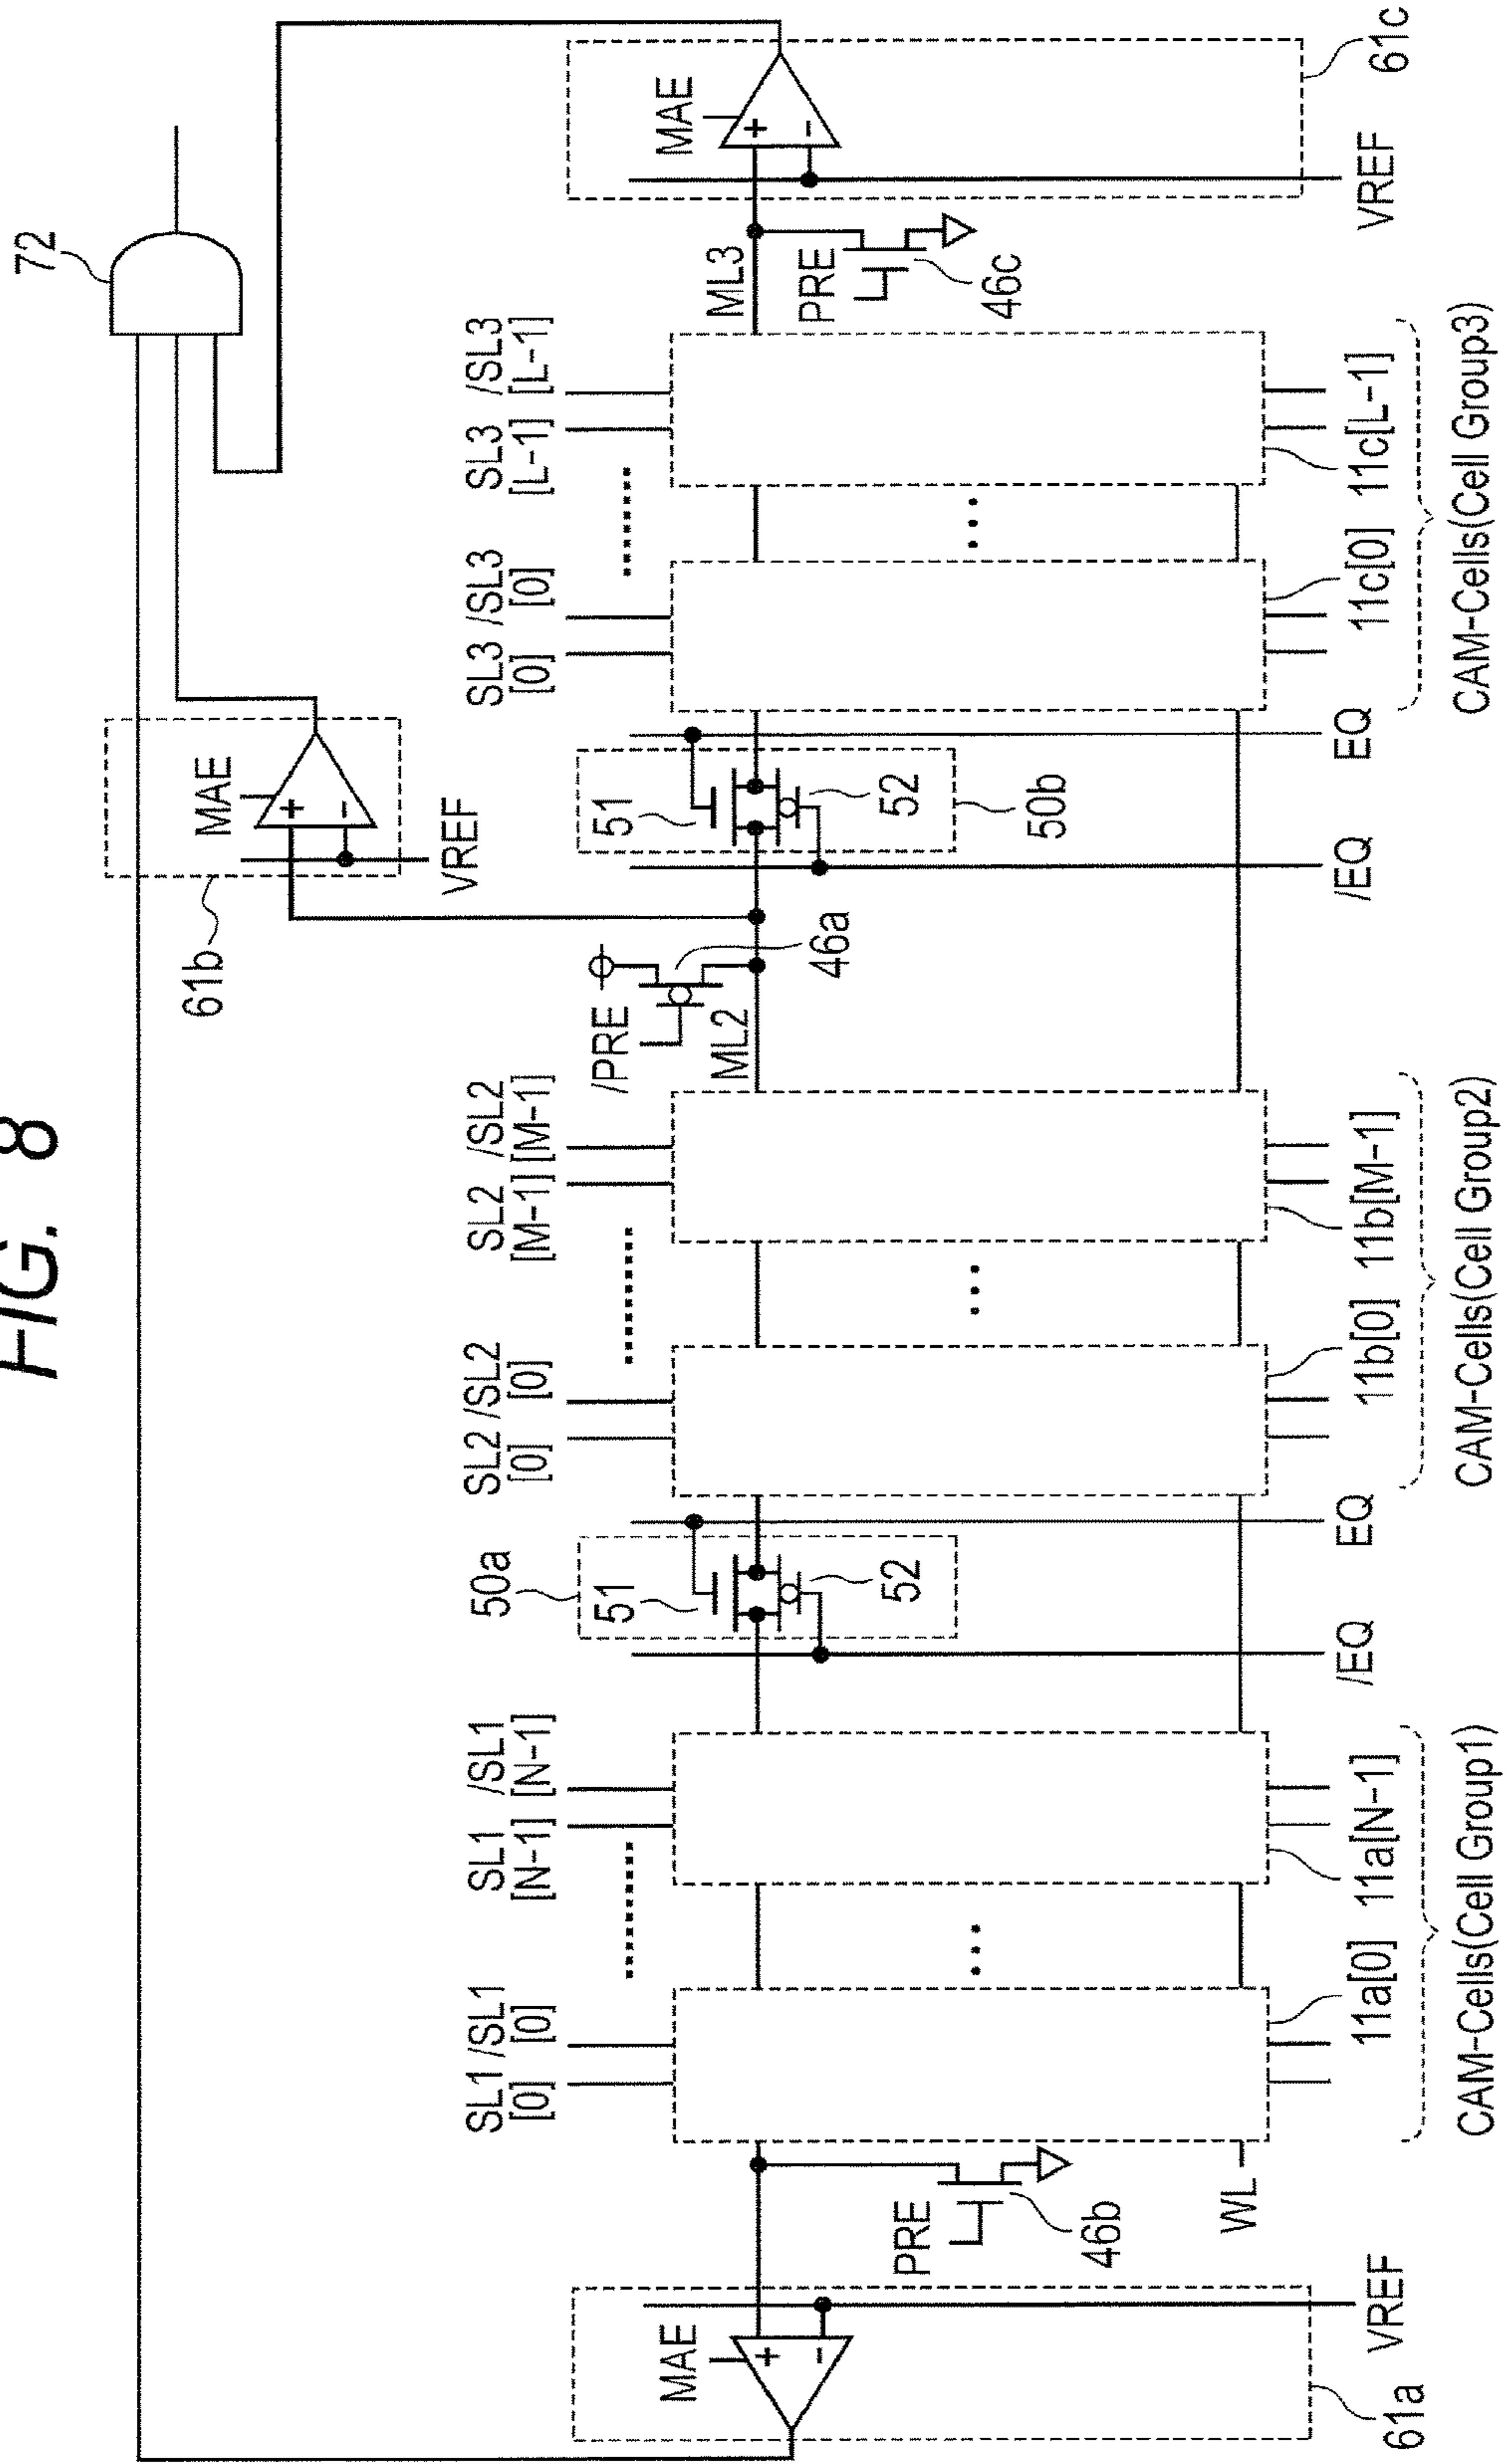 FIG. 8
72
61b
MAE
+
-
VREF
SL1
[0]
/SL1
[0]
SL1
[N-1]
/SL1
[N-1]
SL2
[0]
/SL2
[0]
SL2
[M-1]
/SL2
[M-1]
SL3
[0]
/SL3
[0]
SL3
[L-1]
/SL3
[L-1]
50a
51
52
/PRE
46a
ML2
51
52
50b
ML3
PRE
46c
MAE
+
-
VREF
61c
MAE
+
-
VREF
61a
PRE
46b
WL
/EQ
EQ
/EQ
EQ
11a[0]
11a[N-1]
11b[0]
11b[M-1]
11c[0]
11c[L-1]
CAM-Cells(Cell Group1)
CAM-Cells(Cell Group2)
CAM-Cells(Cell Group3)